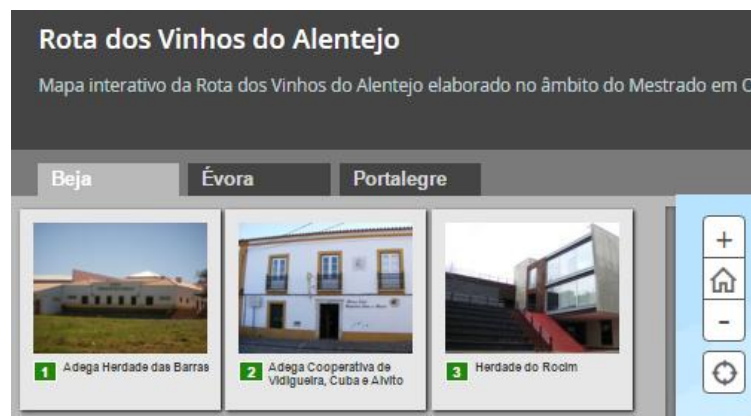 Rota dos Vinhos do Alentejo
Mapa interativo da Rota dos Vinhos do Alentejo elaborado no âmbito do Mestrado em
Beja
Évora
Portalegre
1 Adega Herdade das Barras
2 Adega Cooperativa de
Vidigueira, Cuba e Alvito
3 Herdade do Rocim
+
-